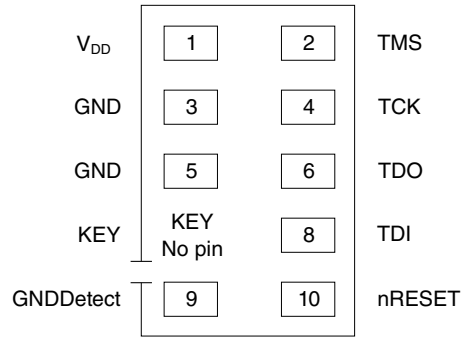 V_DD 1 2 TMS
GND 3 4 TCK
GND 5 6 TDO
KEY KEY No pin 8 TDI
GNDDetect 9 10 nRESET